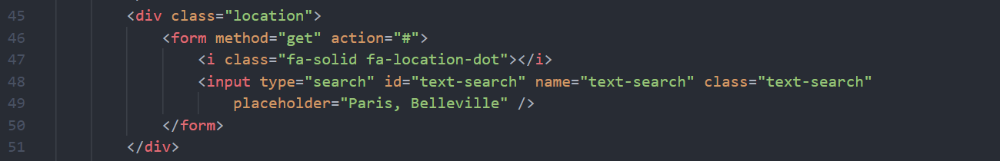 45 <div class="location">
46 <form method="get" action="#">
47 <i class="fa-solid fa-location-dot"></i>
48 <input type="search" id="text-search" name="text-search" class="text-search"
49 placeholder="Paris, Belleville" />
50 </form>
51 </div>